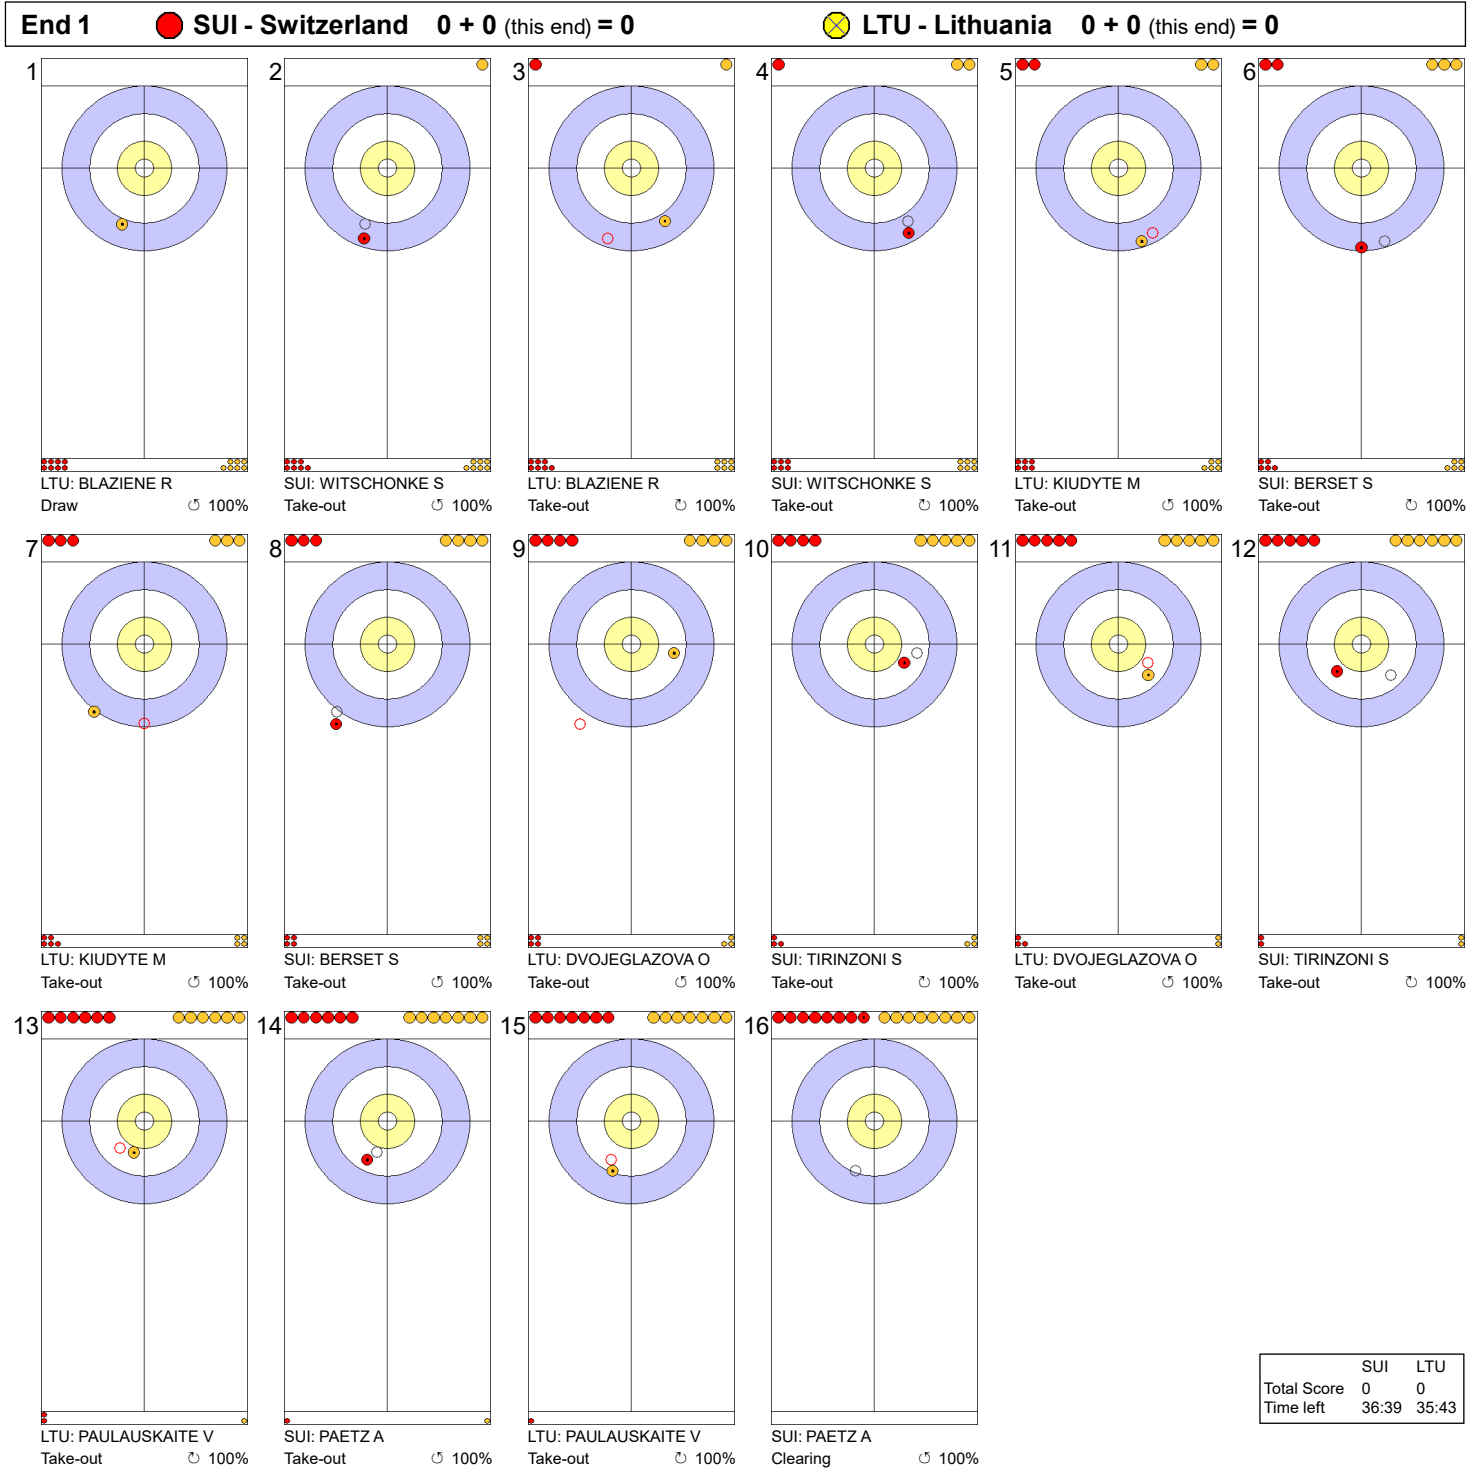 End 1 SUI - Switzerland 0 + 0 (this end) = 0 LTU - Lithuania 0 + 0 (this end) = 0
1 2 3 4 5 6
LTU: BLAZIENE R SUI: WITSCHONKE S LTU: BLAZIENE R SUI: WITSCHONKE S LTU: KIUDYTE M SUI: BERSET S
Draw ↺ 100% Take-out ↺ 100% Take-out ↻ 100% Take-out ↻ 100% Take-out ↺ 100% Take-out ↻ 100%
7 8 9 10 11 12
LTU: KIUDYTE M SUI: BERSET S LTU: DVOJEGLAZOVA O SUI: TIRINZONI S LTU: DVOJEGLAZOVA O SUI: TIRINZONI S
Take-out ↺ 100% Take-out ↺ 100% Take-out ↺ 100% Take-out ↻ 100% Take-out ↻ 100% Take-out ↻ 100%
13 14 15 16
LTU: PAULAUSKAITE V SUI: PAETZ A LTU: PAULAUSKAITE V SUI: PAETZ A
Take-out ↻ 100% Take-out ↺ 100% Take-out ↺ 100% Clearing ↺ 100%
SUI LTU
Total Score 0 0
Time left 36:39 35:43